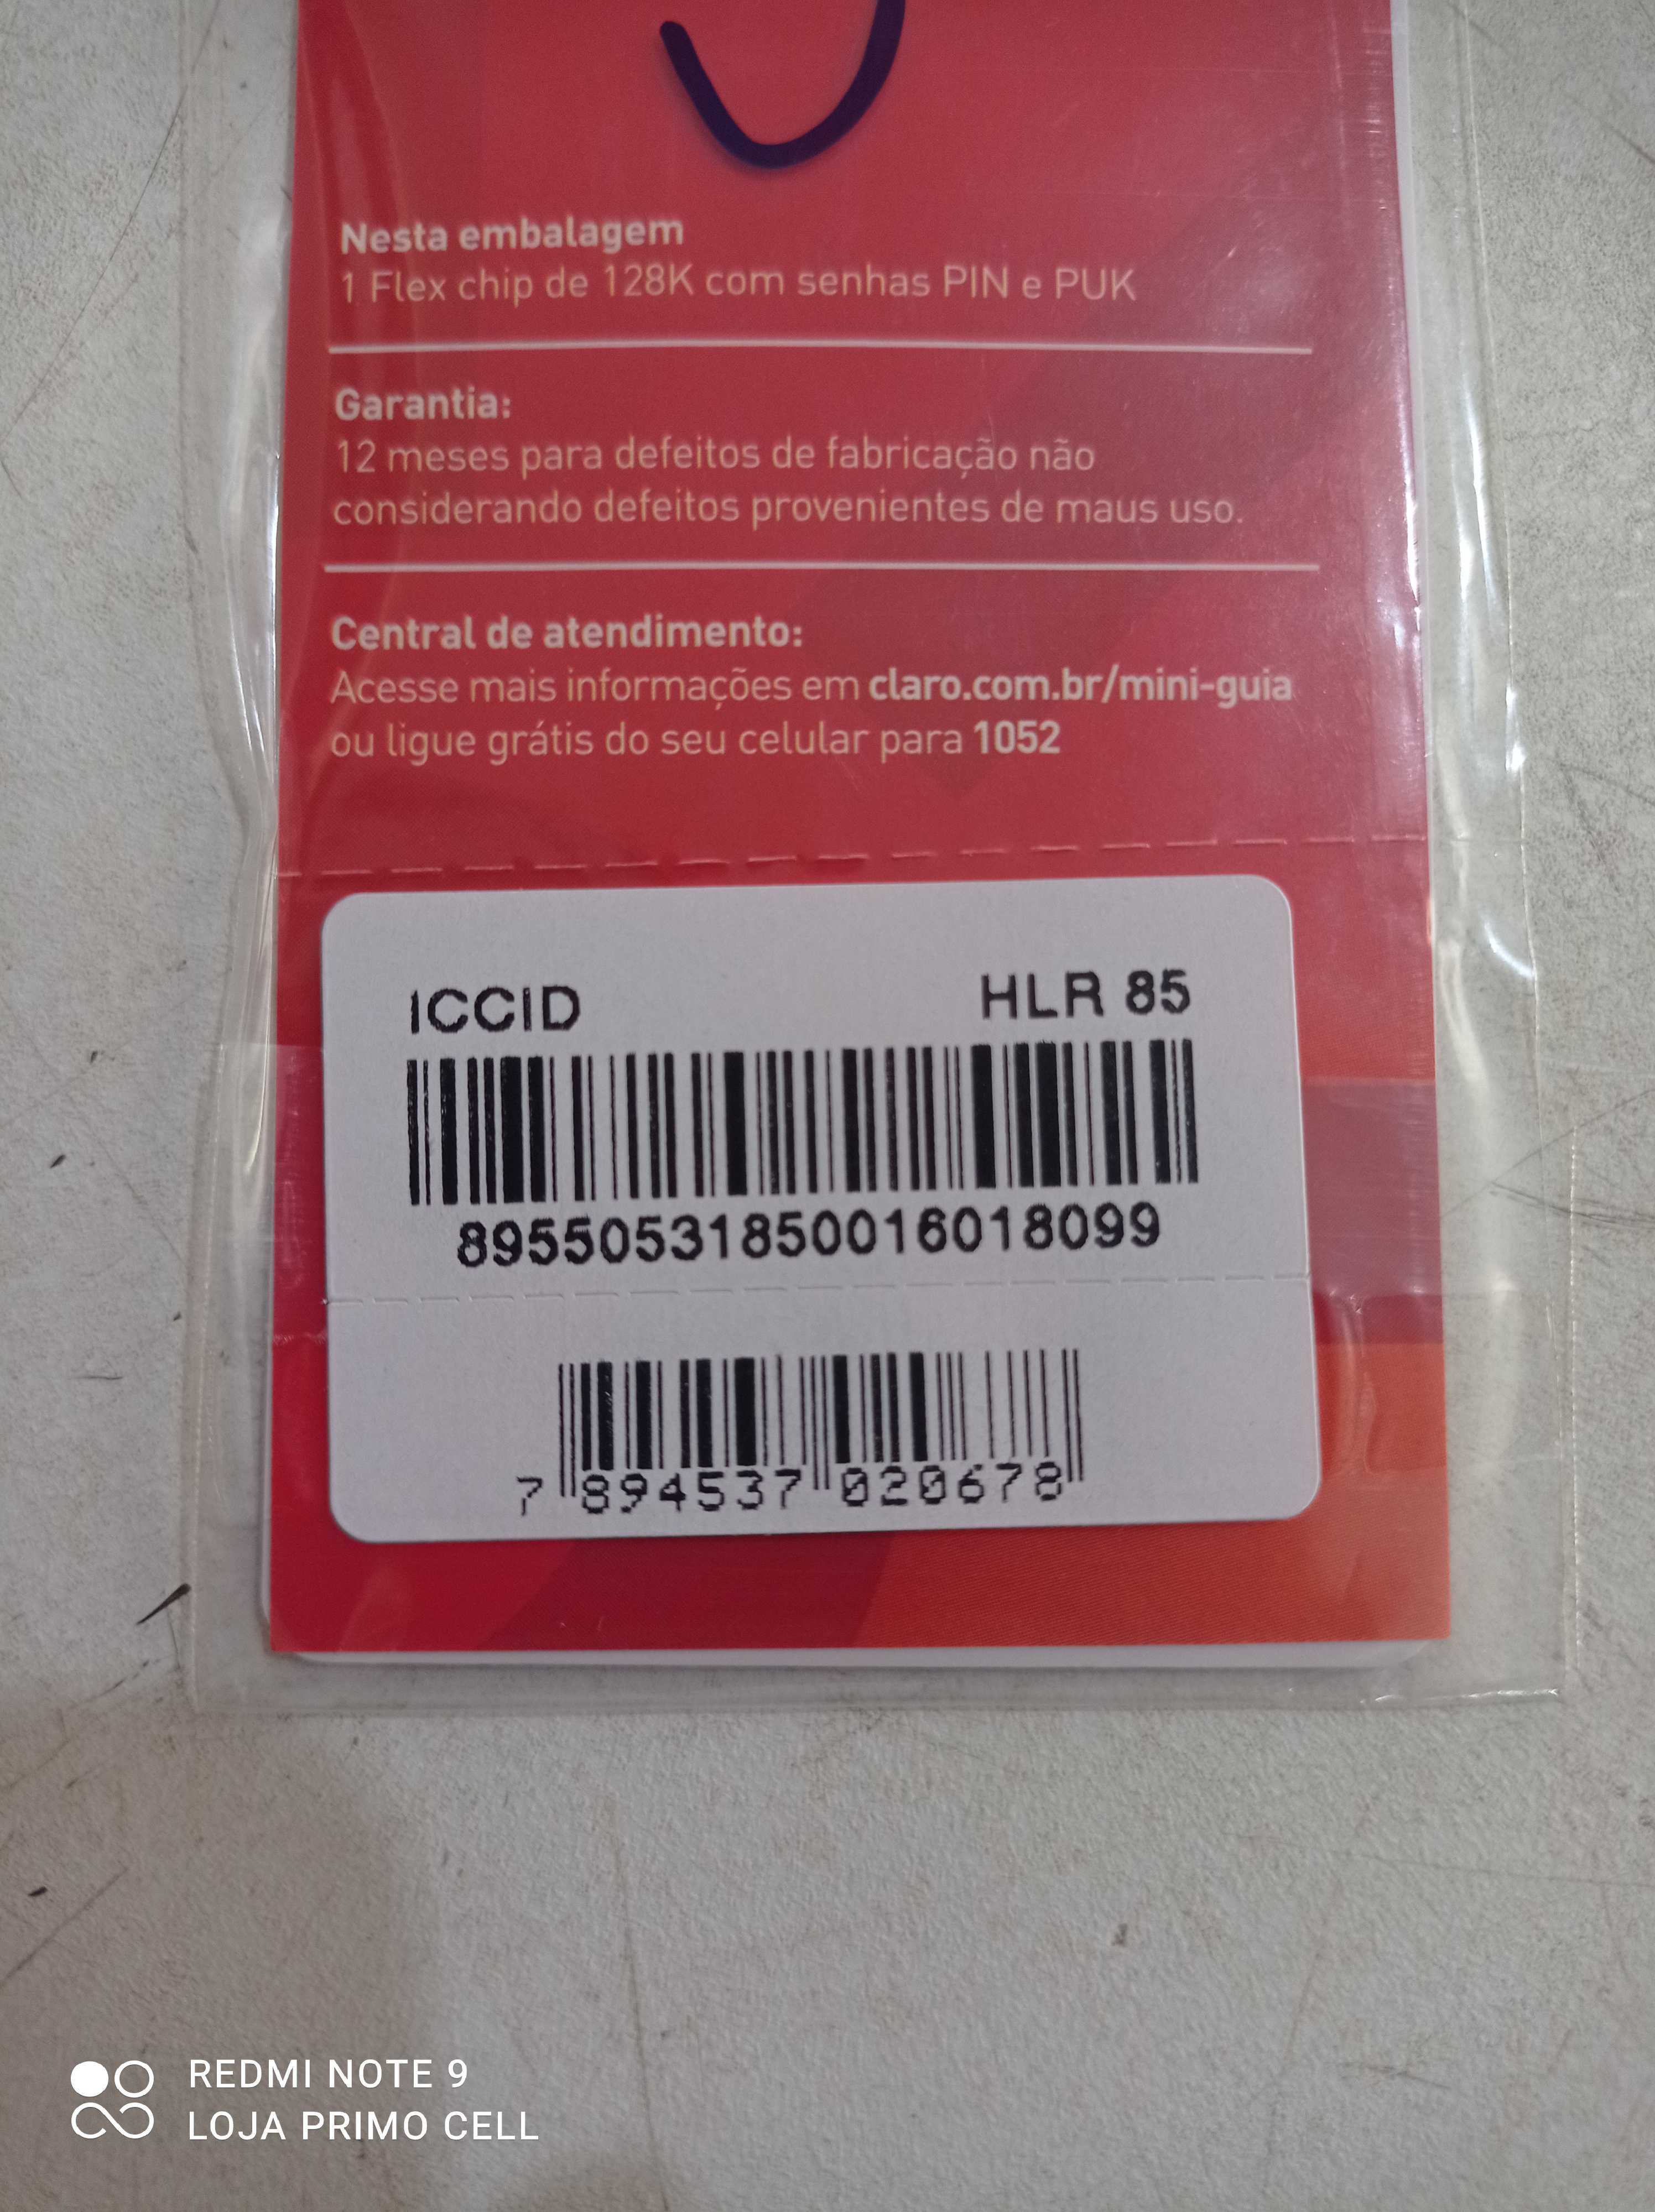 Nesta embalagem
1 Flex chip de 128K com senhas PIN e PUK
Garantia:
12 meses para defeitos de fabricação não
considerando defeitos provenientes de maus uso.
Central de atendimento:
Acesse mais informações em claro.com.br/mini-guia
ou ligue grátis do seu celular para 1052
ICCID HLR 85
89550531850016018099
7 894537 020678
REDMI NOTE 9
LOJA PRIMO CELL